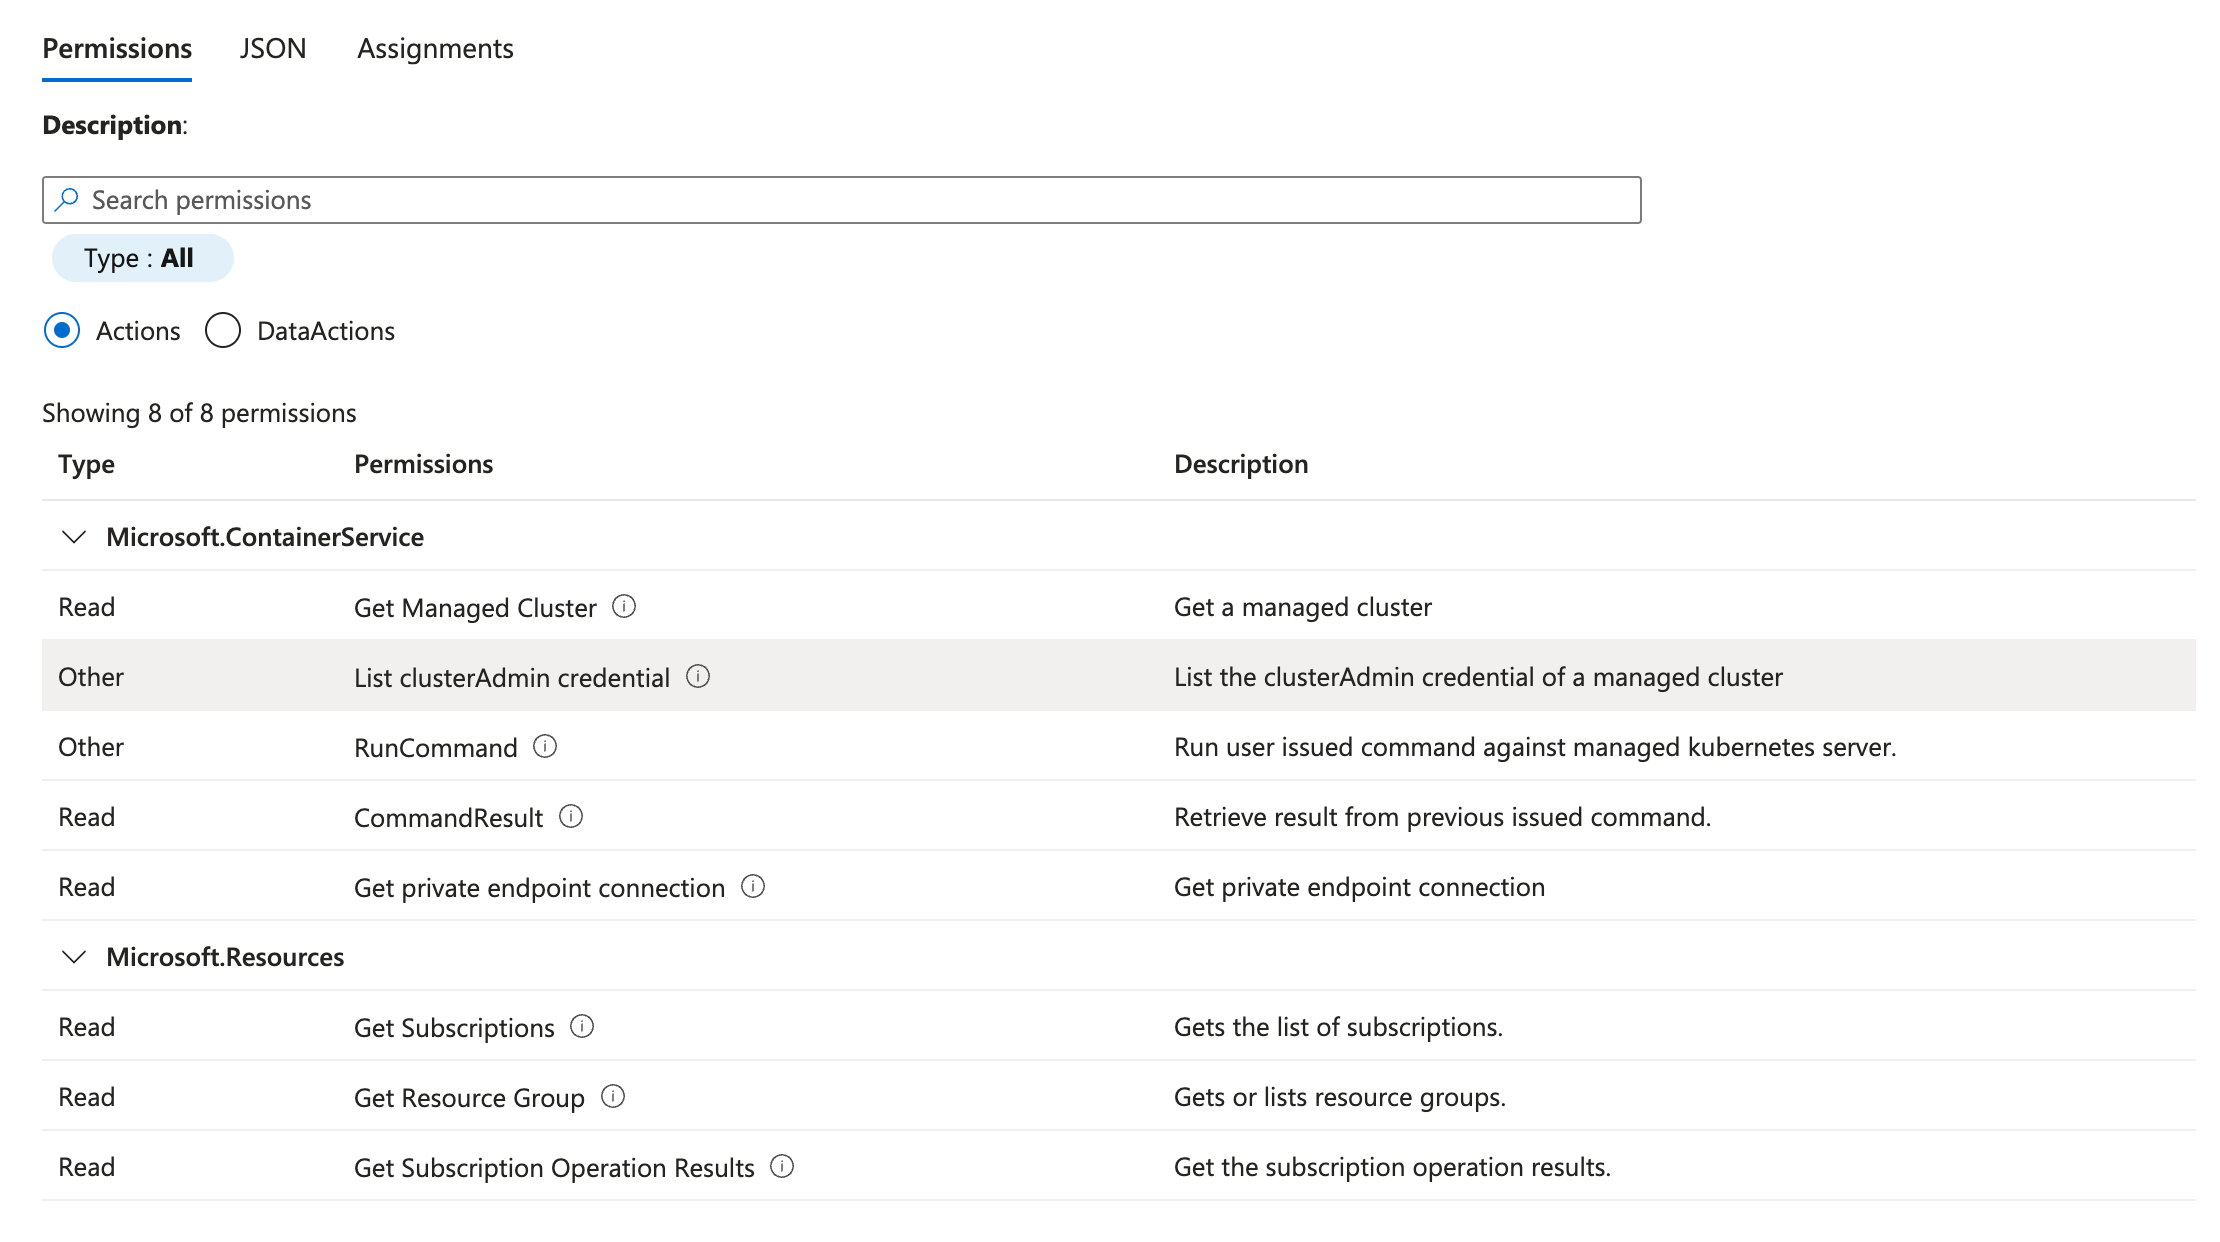 Permissions JSON Assignments
Description:
Search permissions
Type : All
Actions DataActions
Showing 8 of 8 permissions
Type Permissions Description
Microsoft.ContainerService
Read Get Managed Cluster Get a managed cluster
Other List clusterAdmin credential List the clusterAdmin credential of a managed cluster
Other RunCommand Run user issued command against managed kubernetes server.
Read CommandResult Retrieve result from previous issued command.
Read Get private endpoint connection Get private endpoint connection
Microsoft.Resources
Read Get Subscriptions Gets the list of subscriptions.
Read Get Resource Group Gets or lists resource groups.
Read Get Subscription Operation Results Get the subscription operation results.